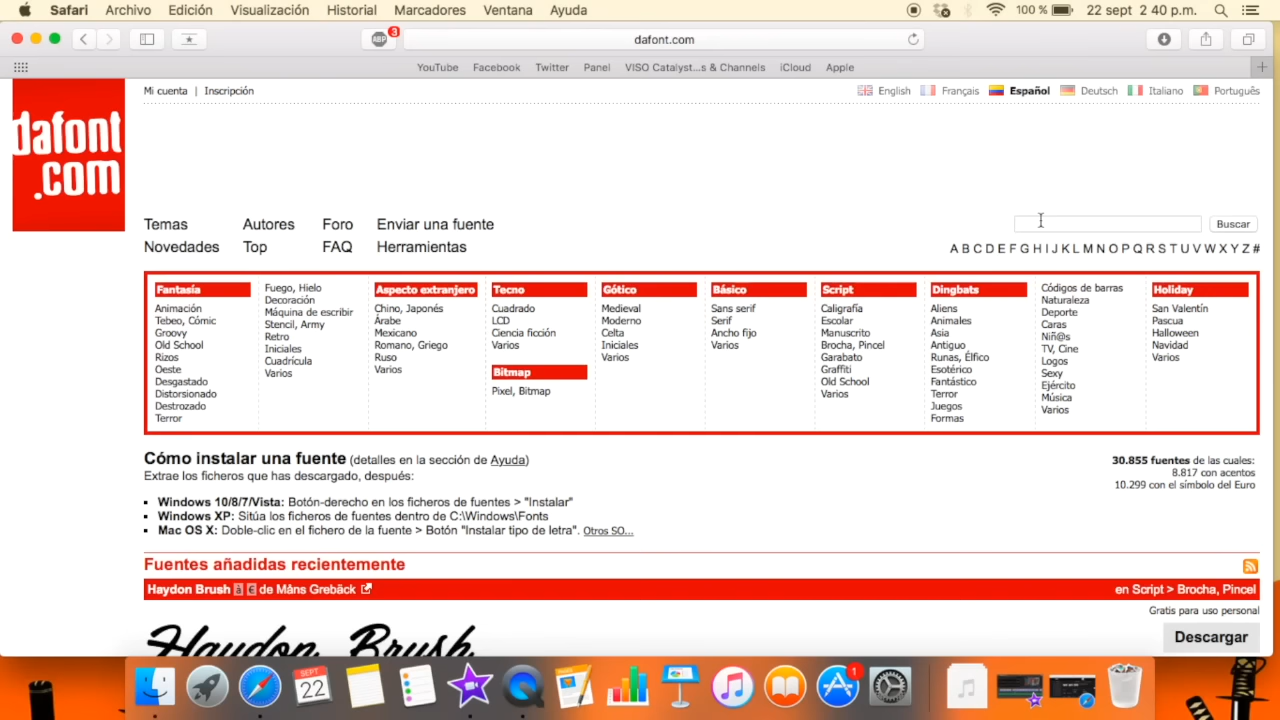 Safari Archivo Edición Visualización Historial Marcadores Ventana Ayuda 100 % 22 sept 2 40 p.m.
ABP 3 dafont.com
YouTube Facebook Twitter Panel VISO Catalyst...s & Channels iCloud Apple
dafont
.com
Mi cuenta | Inscripción English Français Español Deutsch Italiano Português
Temas Autores Foro Enviar una fuente Buscar
Novedades Top FAQ Herramientas A B C D E F G H I J K L M N O P Q R S T U V W X Y Z #
Fantasía
Animación
Tebeo, Cómic
Groovy
Old School
Rizos
Oeste
Desgastado
Distorsionado
Destrozado
Terror
Fuego, Hielo
Decoración
Máquina de escribir
Stencil, Army
Retro
Iniciales
Cuadrícula
Varios
Aspecto extranjero
Chino, Japonés
Árabe
Mexicano
Romano, Griego
Ruso
Varios
Tecno
Cuadrado
LCD
Ciencia ficción
Varios
Bitmap
Pixel, Bitmap
Gótico
Medieval
Moderno
Celta
Iniciales
Varios
Básico
Sans serif
Serif
Ancho fijo
Varios
Script
Caligrafía
Escolar
Manuscrito
Brocha, Pincel
Garabato
Graffiti
Old School
Varios
Dingbats
Aliens
Animales
Asia
Antiguo
Runas, Élfico
Esotérico
Fantástico
Terror
Juegos
Formas
Códigos de barras
Naturaleza
Deporte
Caras
Niñ@s
TV, Cine
Logos
Sexy
Ejército
Música
Varios
Holiday
San Valentín
Pascua
Halloween
Navidad
Varios
Cómo instalar una fuente (detalles en la sección de Ayuda)
Extrae los ficheros que has descargado, después:
Windows 10/8/7/Vista: Botón-derecho en los ficheros de fuentes > "Instalar"
Windows XP: Sitúa los ficheros de fuentes dentro de C:\Windows\Fonts
Mac OS X: Doble-clic en el fichero de la fuente > Botón "Instalar tipo de letra". Otros SO...
30.855 fuentes de las cuales:
8.817 con acentos
10.299 con el símbolo del Euro
Fuentes añadidas recientemente
Haydon Brush à € de Måns Grebäck en Script > Brocha, Pincel
Gratis para uso personal
Haydon Brush
Descargar
SEPT
22
1